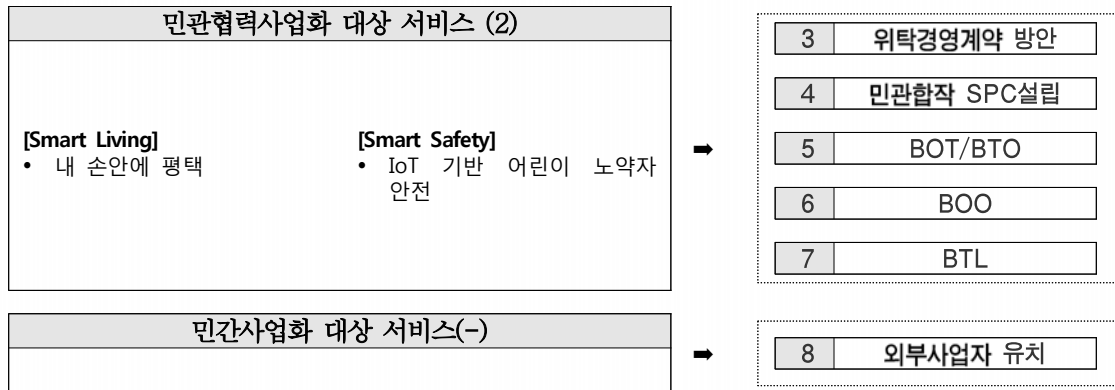 민관협력사업화 대상 서비스 (2)
[Smart Living]
• 내 손안에 평택
[Smart Safety]
• IoT 기반 어린이 노약자
안전
➡
3 위탁경영계약 방안
4 민관합작 SPC설립
5 BOT/BTO
6 BOO
7 BTL
민간사업화 대상 서비스(-)
➡
8 외부사업자 유치